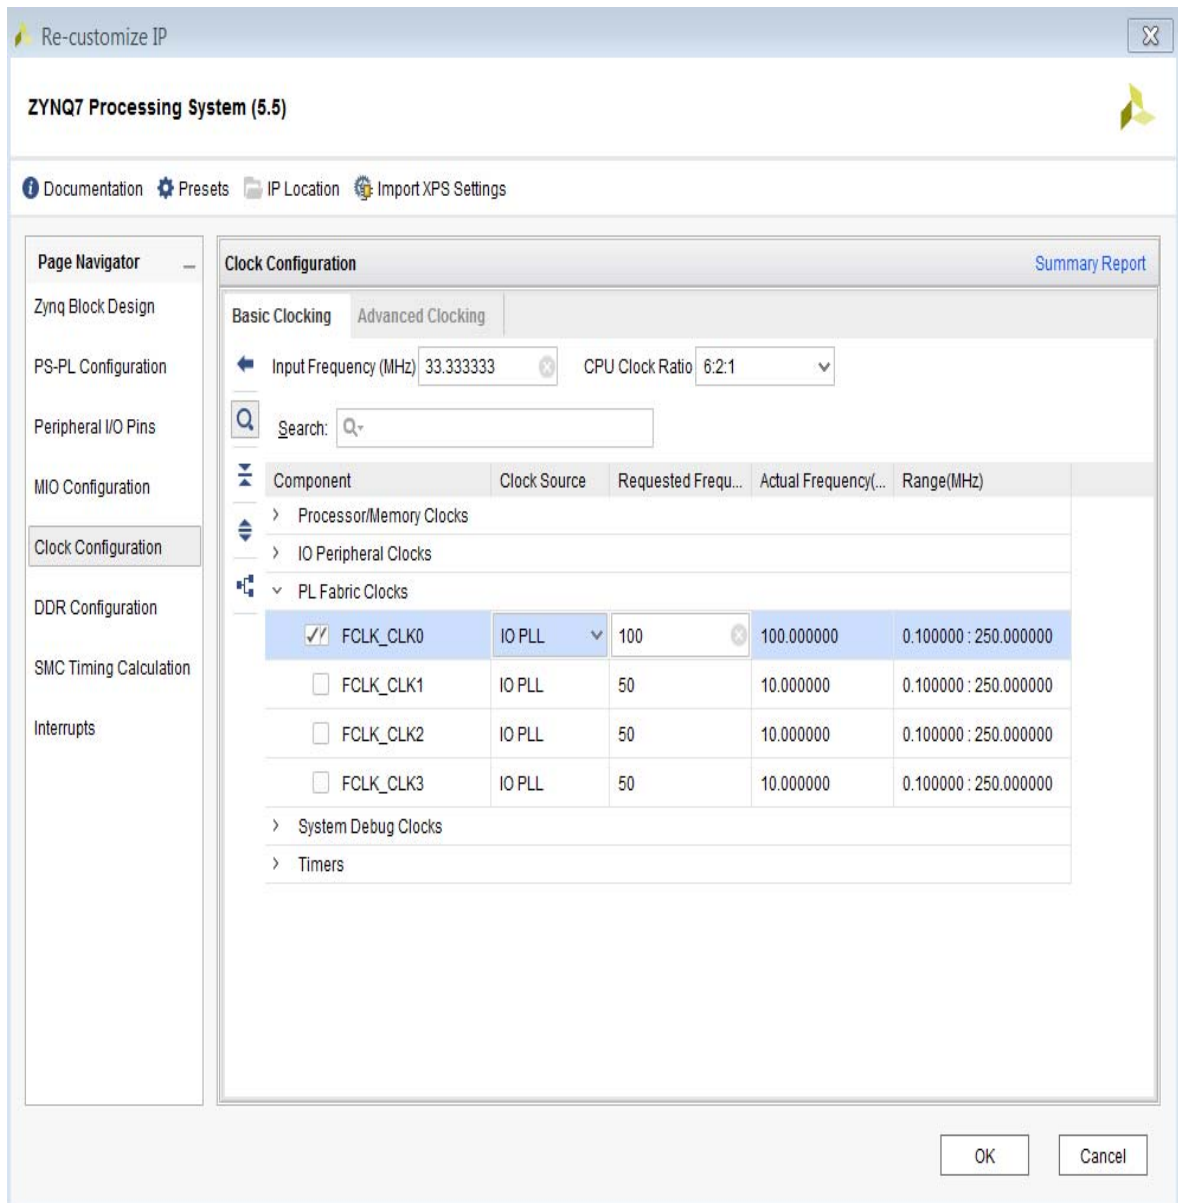 Re-customize IP
ZYNQ7 Processing System (5.5)
Documentation Presets IP Location Import XPS Settings
Page Navigator
Zynq Block Design
PS-PL Configuration
Peripheral I/O Pins
MIO Configuration
Clock Configuration
DDR Configuration
SMC Timing Calculation
Interrupts
Clock Configuration Summary Report
Basic Clocking Advanced Clocking
Input Frequency (MHz) 33.333333 CPU Clock Ratio 6:2:1
Search:
Component Clock Source Requested Frequ... Actual Frequency(... Range(MHz)
Processor/Memory Clocks
IO Peripheral Clocks
PL Fabric Clocks
FCLK_CLK0 IO PLL 100 100.000000 0.100000 : 250.000000
FCLK_CLK1 IO PLL 50 10.000000 0.100000 : 250.000000
FCLK_CLK2 IO PLL 50 10.000000 0.100000 : 250.000000
FCLK_CLK3 IO PLL 50 10.000000 0.100000 : 250.000000
System Debug Clocks
Timers
OK Cancel